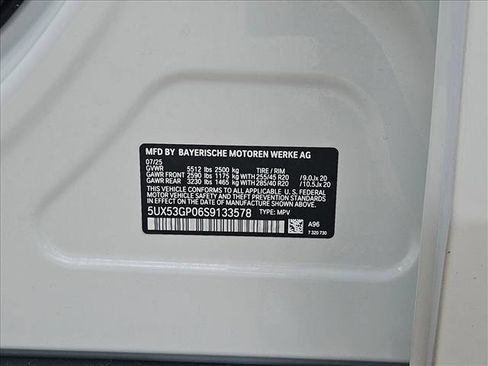 MFD BY BAYERISCHE MOTOREN WERKE AG
07/25
GVWR 5512 lbs 2500 kg TIRE / RIM
GAWR FRONT 2590 lbs 1175 kg WITH 255/45 R20 /9.0Jx 20
GAWR REAR 3230 lbs 1465 kg WITH 285/40 R20 /10.5Jx 20
THIS VEHICLE CONFORMS TO ALL APPLICABLE U.S. FEDERAL
MOTOR VEHICLE SAFETY AND THEFT PREVENTION STANDARDS
IN EFFECT ON THE DATE OF MANUFACTURE SHOWN ABOVE.
5UX53GP06S9133578 TYPE: MPV
A96
7 320 730